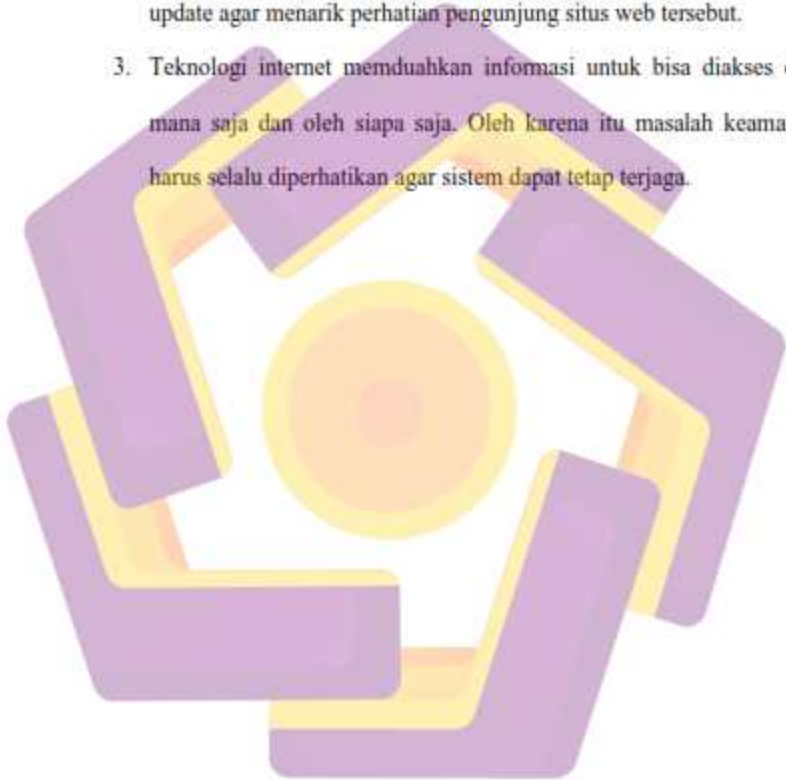 update agar menarik perhatian pengunjung situs web tersebut.
3. Teknologi internet memduahkan informasi untuk bisa diakses
mana saja dan oleh siapa saja. Oleh karena itu masalah keama
harus selalu diperhatikan agar sistem dapat tetap terjaga.